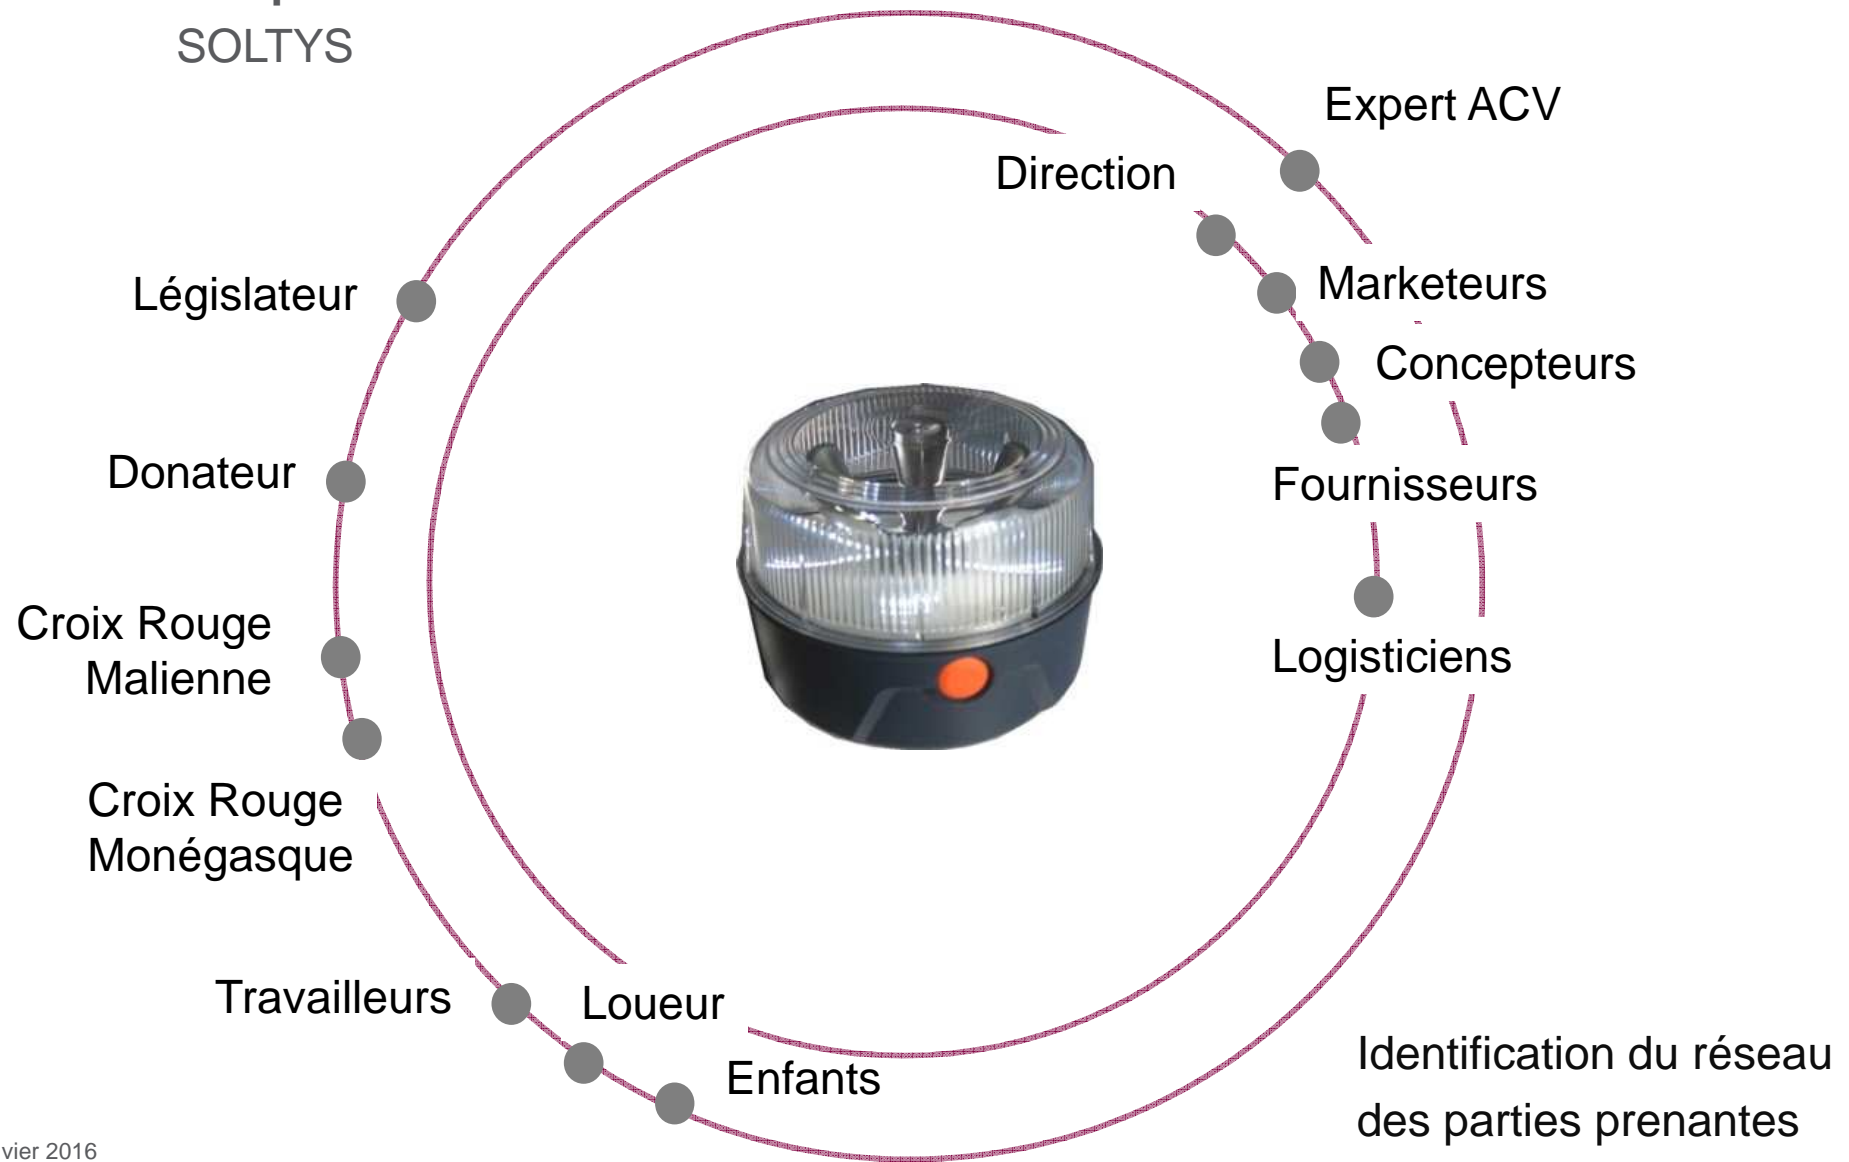 SOLTYS
Expert ACV
Direction
Marketeurs
Législateur
Concepteurs
Donateur
Fournisseurs
Croix Rouge
Malienne
Logisticiens
Croix Rouge
Monégasque
Travailleurs
Loueur
Enfants
Identification du réseau
des parties prenantes
vier 2016